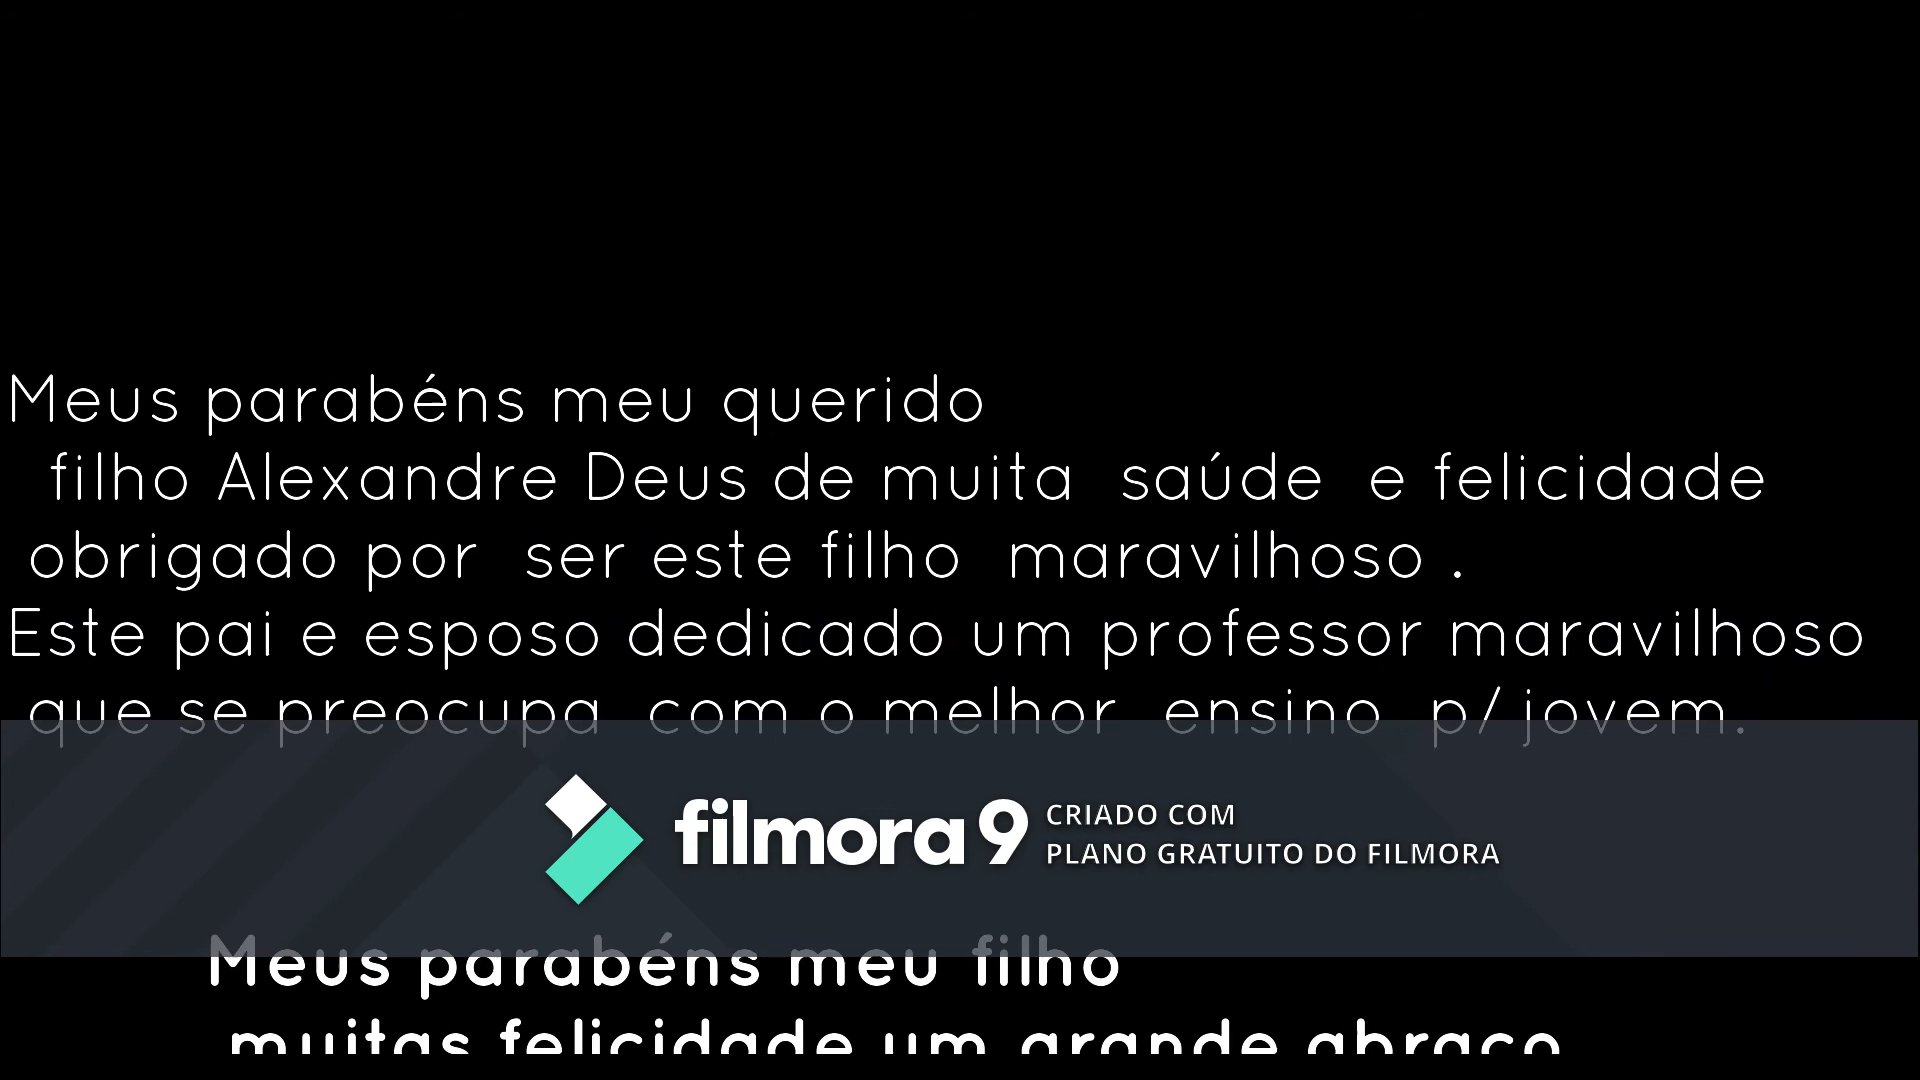 Meus parabéns meu querido
filho Alexandre Deus de muita saúde e felicidade
obrigado por ser este filho maravilhoso .
Este pai e esposo dedicado um professor maravilhoso
que se preocupa com o melhor ensino p/ jovem.
filmora 9 CRIADO COM
PLANO GRATUITO DO FILMORA
Meus parabéns meu filho
muitas felicidade um grande abraço